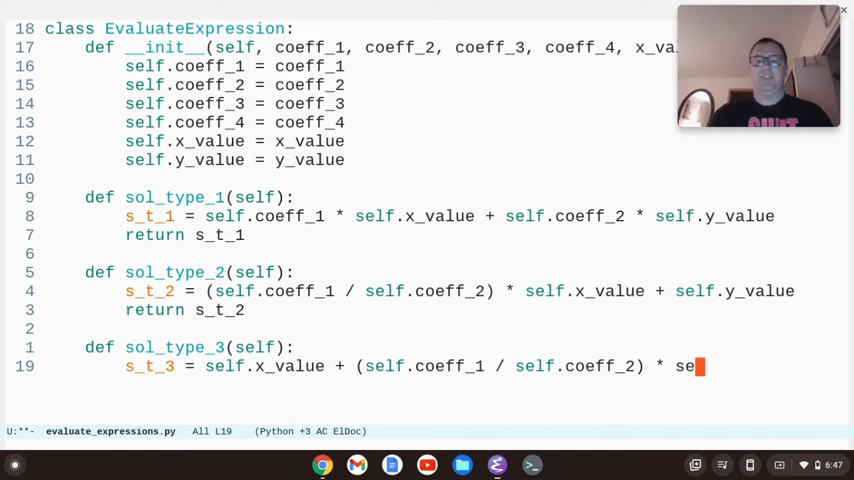 18 class EvaluateExpression:
17 def __init__(self, coeff_1, coeff_2, coeff_3, coeff_4, x_val
16 self.coeff_1 = coeff_1
15 self.coeff_2 = coeff_2
14 self.coeff_3 = coeff_3
13 self.coeff_4 = coeff_4
12 self.x_value = x_value
11 self.y_value = y_value
10
9 def sol_type_1(self):
8 s_t_1 = self.coeff_1 * self.x_value + self.coeff_2 * self.y_value
7 return s_t_1
6
5 def sol_type_2(self):
4 s_t_2 = (self.coeff_1 / self.coeff_2) * self.x_value + self.y_value
3 return s_t_2
2
1 def sol_type_3(self):
19 s_t_3 = self.x_value + (self.coeff_1 / self.coeff_2) * se
U:**- evaluate_expressions.py All L19 (Python +3 AC ElDoc)
6:47